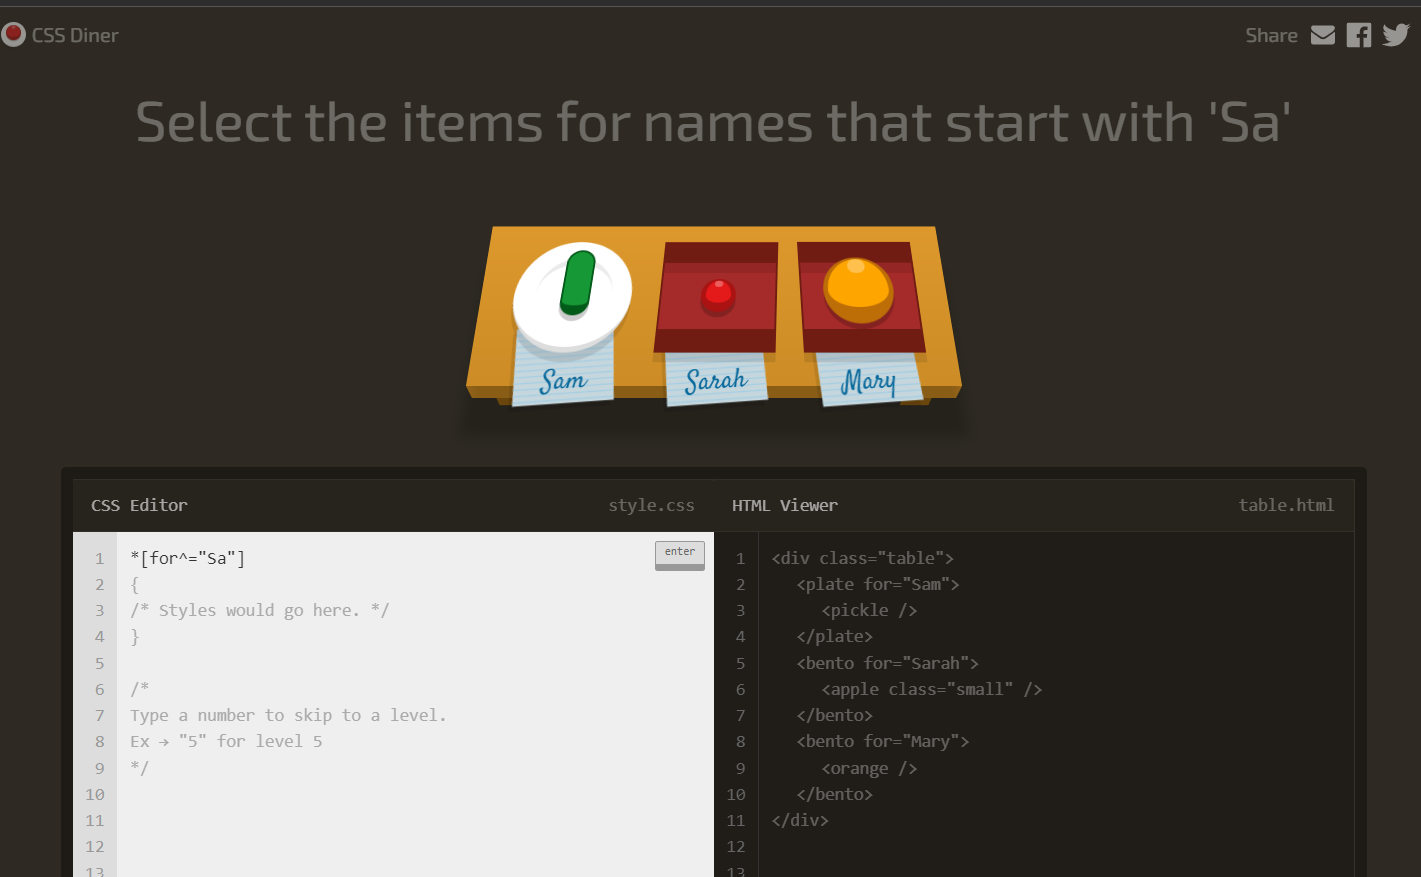 CSS Diner
Share
Select the items for names that start with 'Sa'
Sam
Sarah
Mary
CSS Editor
style.css
1 *[for^="Sa"]
enter
2 {
3 /* Styles would go here. */
4 }
5
6 /*
7 Type a number to skip to a level.
8 Ex → "5" for level 5
9 */
10
11
12
13
HTML Viewer
table.html
1 <div class="table">
2 <plate for="Sam">
3 <pickle />
4 </plate>
5 <bento for="Sarah">
6 <apple class="small" />
7 </bento>
8 <bento for="Mary">
9 <orange />
10 </bento>
11 </div>
12
13